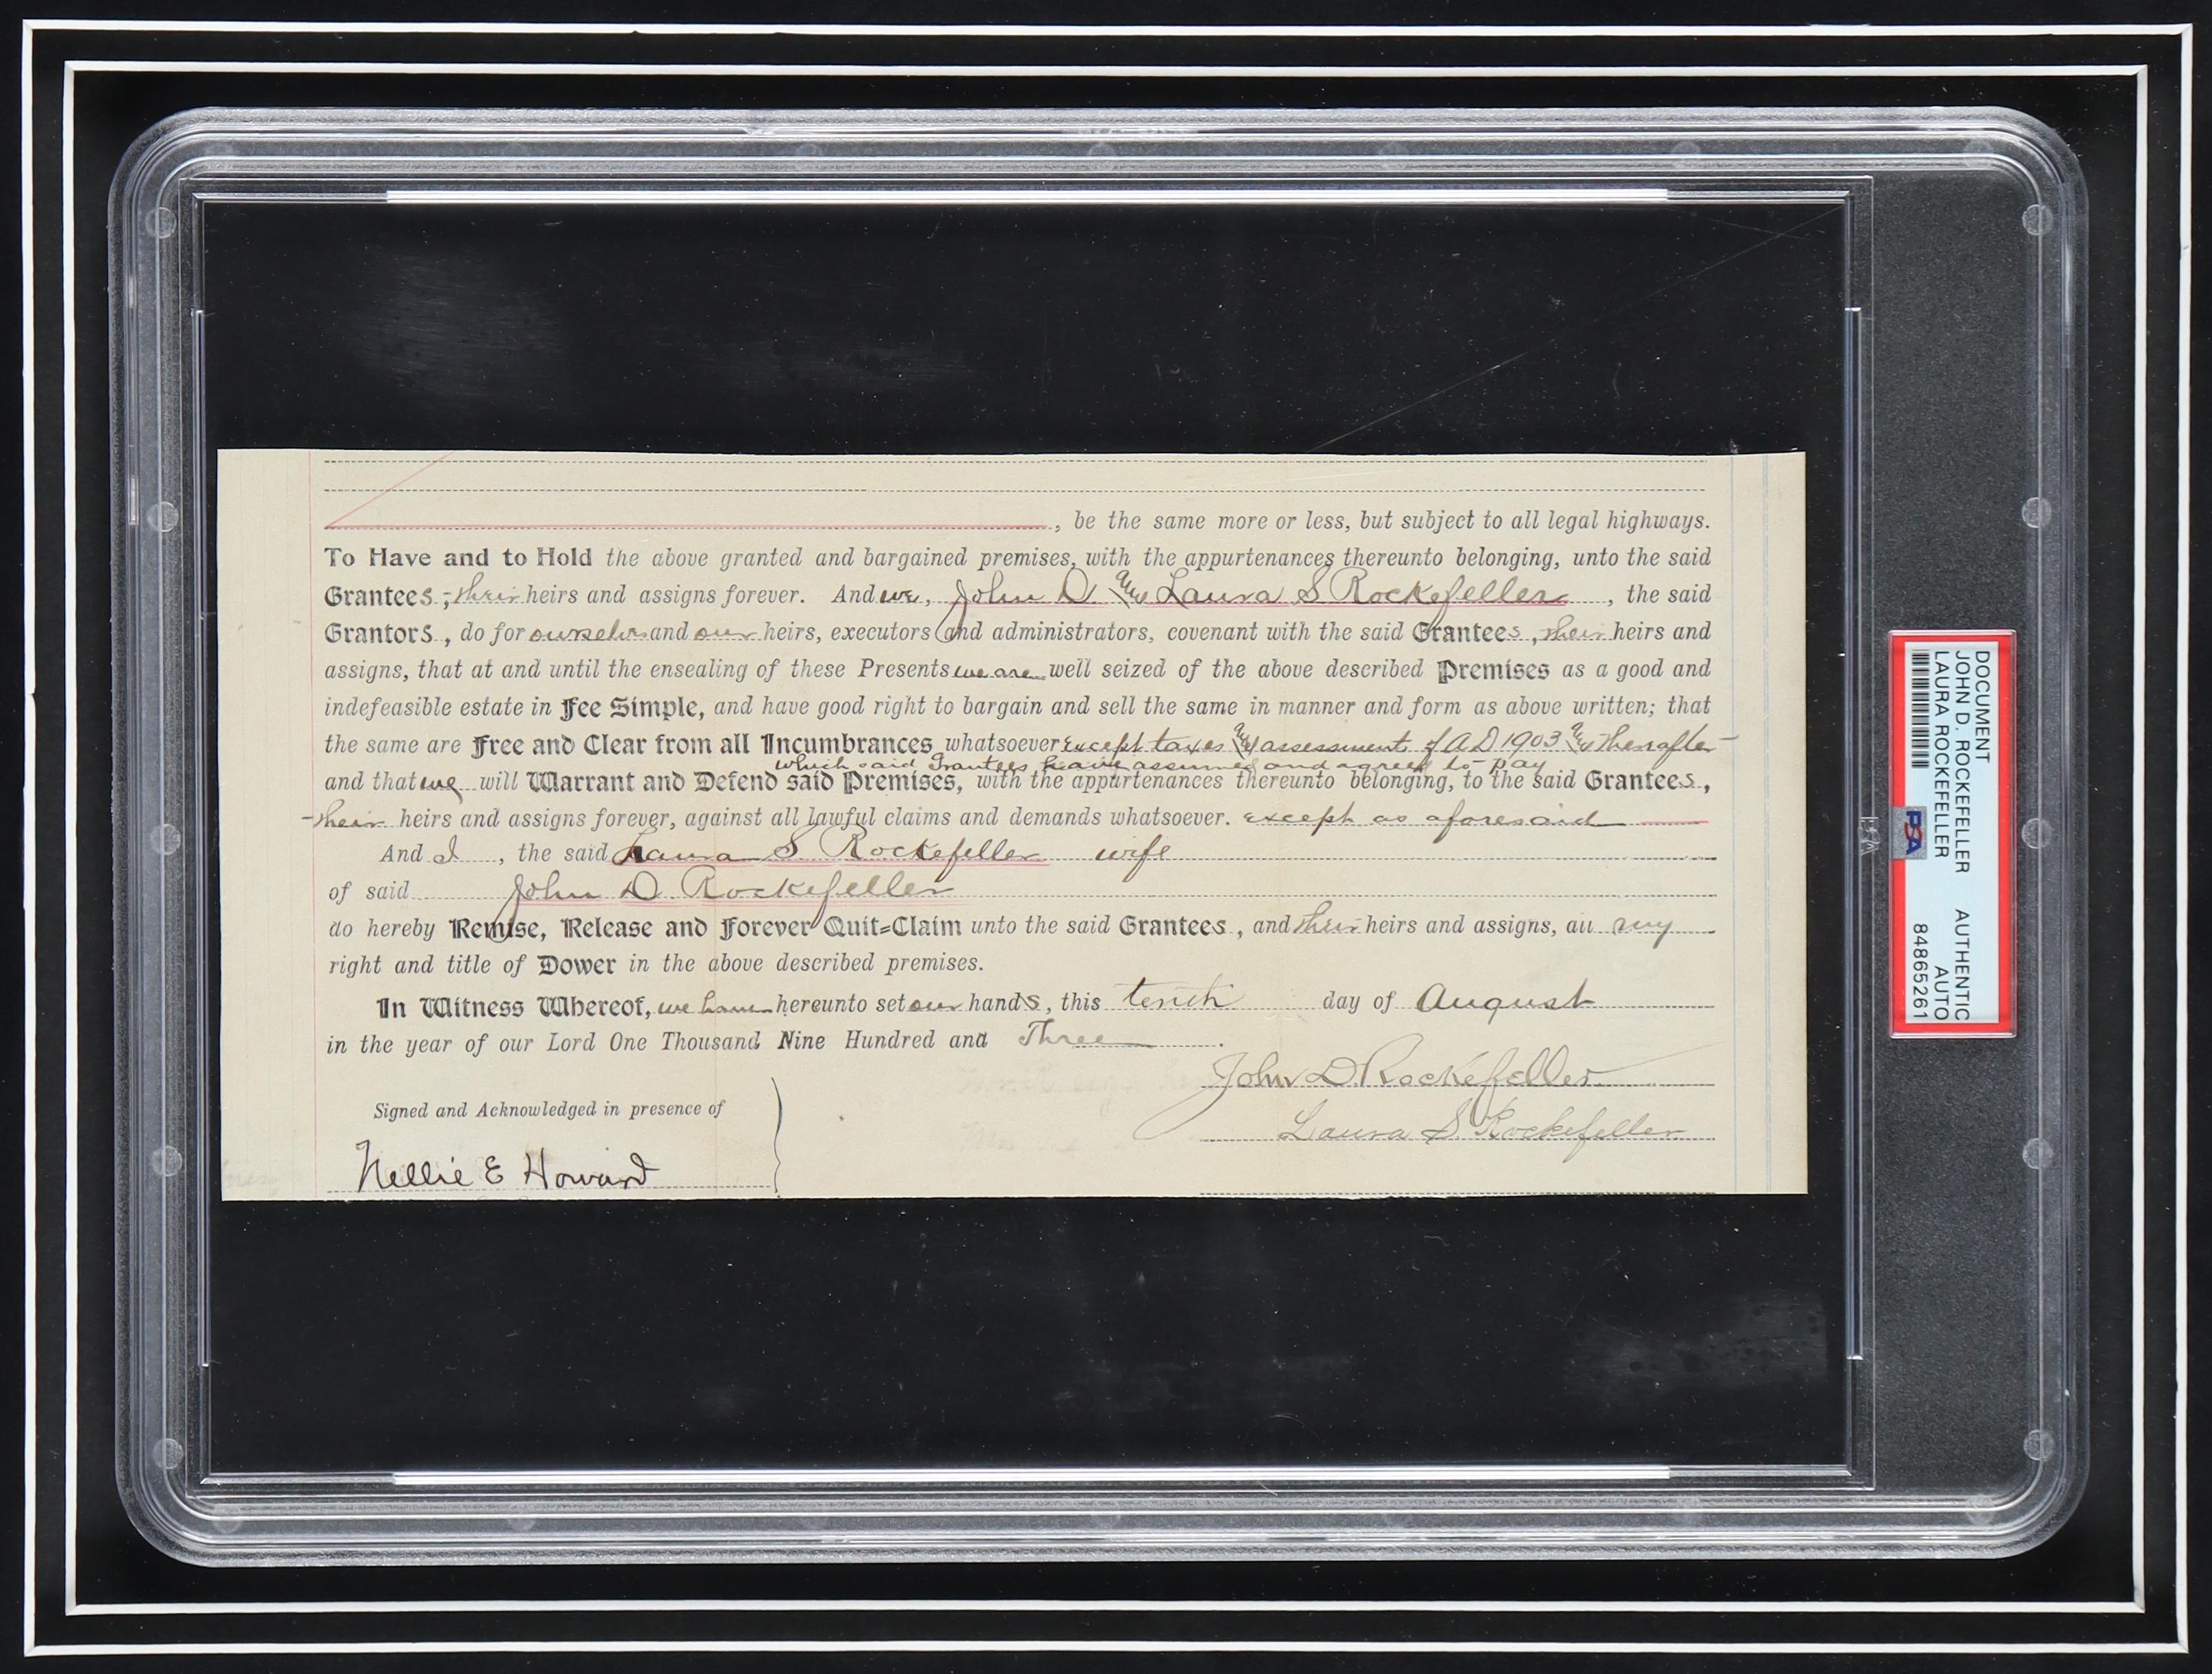 , be the same more or less, but subject to all legal highways.
To Have and to Hold the above granted and bargained premises, with the appurtenances thereunto belonging, unto the said
Grantees, their heirs and assigns forever. And we, John D. and Laura S Rockefeller, the said
Grantors, do for ourselves and our heirs, executors and administrators, covenant with the said Grantees, their heirs and
assigns, that at and until the ensealing of these Presents we are well seized of the above described Premises as a good and
indefeasible estate in Fee Simple, and have good right to bargain and sell the same in manner and form as above written; that
the same are Free and Clear from all Incumbrances whatsoever except taxes and assessment of A D 1903 and thereafter
which said Grantees have assumed and agreed to pay
and that we will Warrant and Defend said Premises, with the appurtenances thereunto belonging, to the said Grantees,
their heirs and assigns forever, against all lawful claims and demands whatsoever. except as aforesaid
And I, the said Laura S Rockefeller wife
of said John D. Rockefeller
do hereby Remise, Release and Forever Quit-Claim unto the said Grantees, and their heirs and assigns, all my
right and title of Dower in the above described premises.
In Witness Whereof, we have hereunto set our hands, this tenth day of August
in the year of our Lord One Thousand Nine Hundred and Three.
John D. Rockefeller
Signed and Acknowledged in presence of
Laura S. Rockefeller
Nellie E Howard
DOCUMENT
JOHN D. ROCKEFELLER AUTHENTIC
LAURA ROCKEFELLER AUTO
84865261
PSA